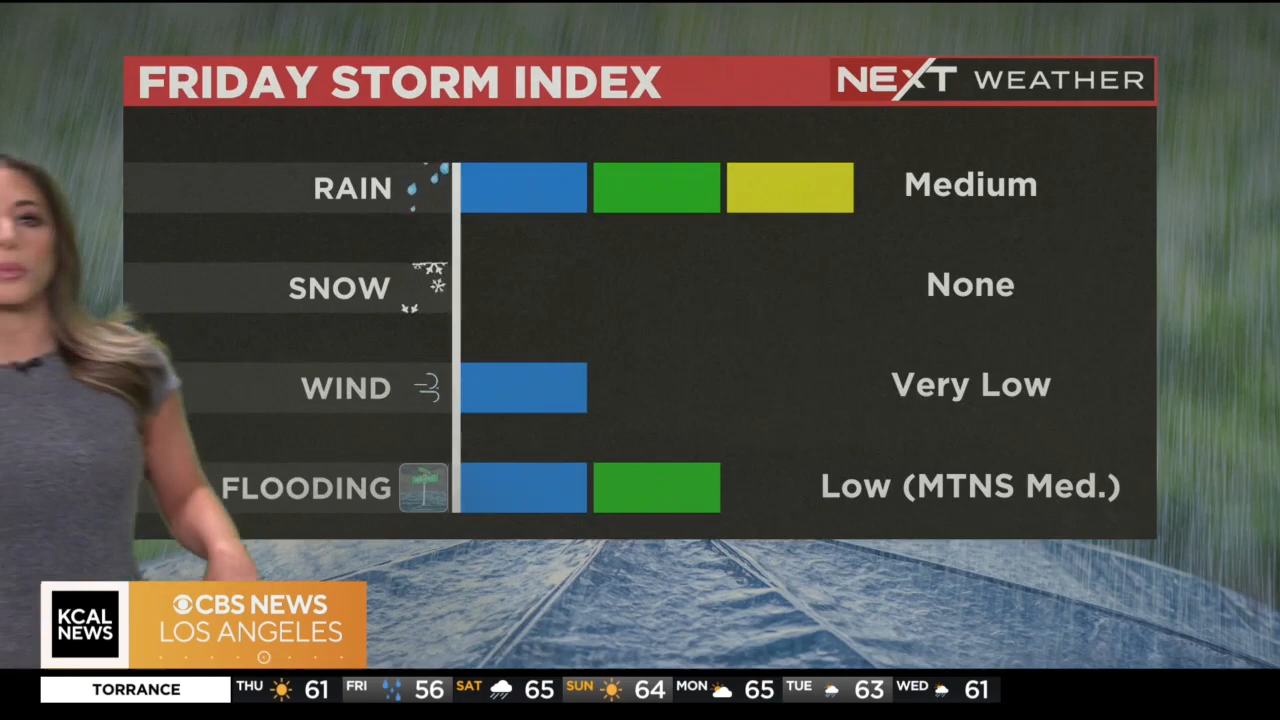 FRIDAY STORM INDEX
NEXT WEATHER
RAIN Medium
SNOW None
WIND Very Low
FLOODING Low (MTNS Med.)
KCAL NEWS
CBS NEWS
LOS ANGELES
TORRANCE THU 61 FRI 56 SAT 65 SUN 64 MON 65 TUE 63 WED 61